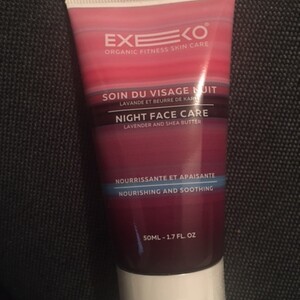 EXEKO
ORGANIC FITNESS SKIN CARE
SOIN DU VISAGE NUIT
LAVANDE ET BEURRE DE KARITÉ
NIGHT FACE CARE
LAVENDER AND SHEA BUTTER
NOURRISSANTE ET APAISANTE
NOURISHING AND SOOTHING
50ML - 1.7 FL. OZ